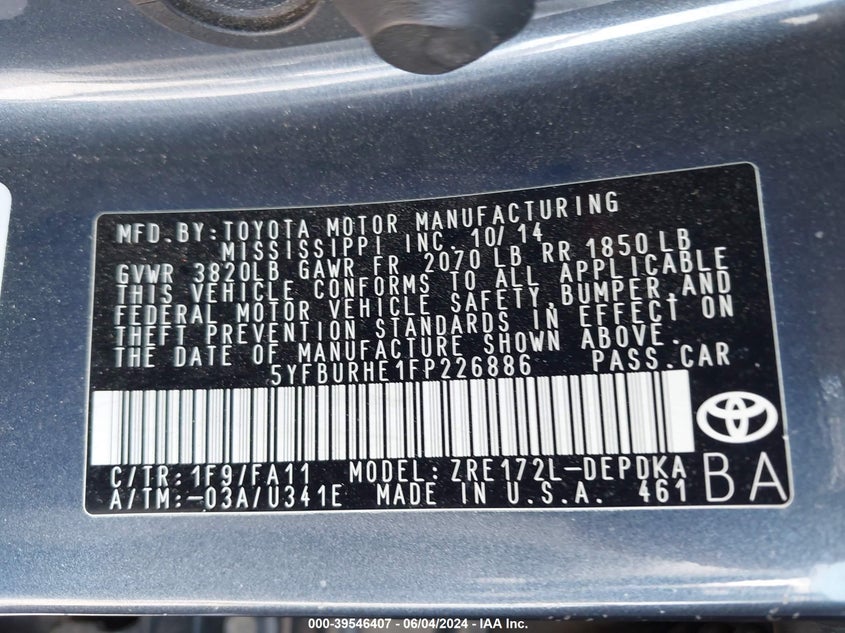 MFD. BY: TOYOTA MOTOR MANUFACTURING
MISSISSIPPI INC. 10/14
GVWR 3820LB GAWR FR 2070 LB RR 1850 LB
THIS VEHICLE CONFORMS TO ALL APPLICABLE
FEDERAL MOTOR VEHICLE SAFETY,BUMPER,AND
THEFT PREVENTION STANDARDS IN EFFECT ON
THE DATE OF MANUFACTURE SHOWN ABOVE.
5YFBURHE1FP226886 PASS.CAR
C/TR:1F9/FA11 MODEL:ZRE172L-DEPDKA
A/TM:-03A/U341E MADE IN U.S.A. 461 BA
000-39546407 - 06/04/2024 - IAA Inc.